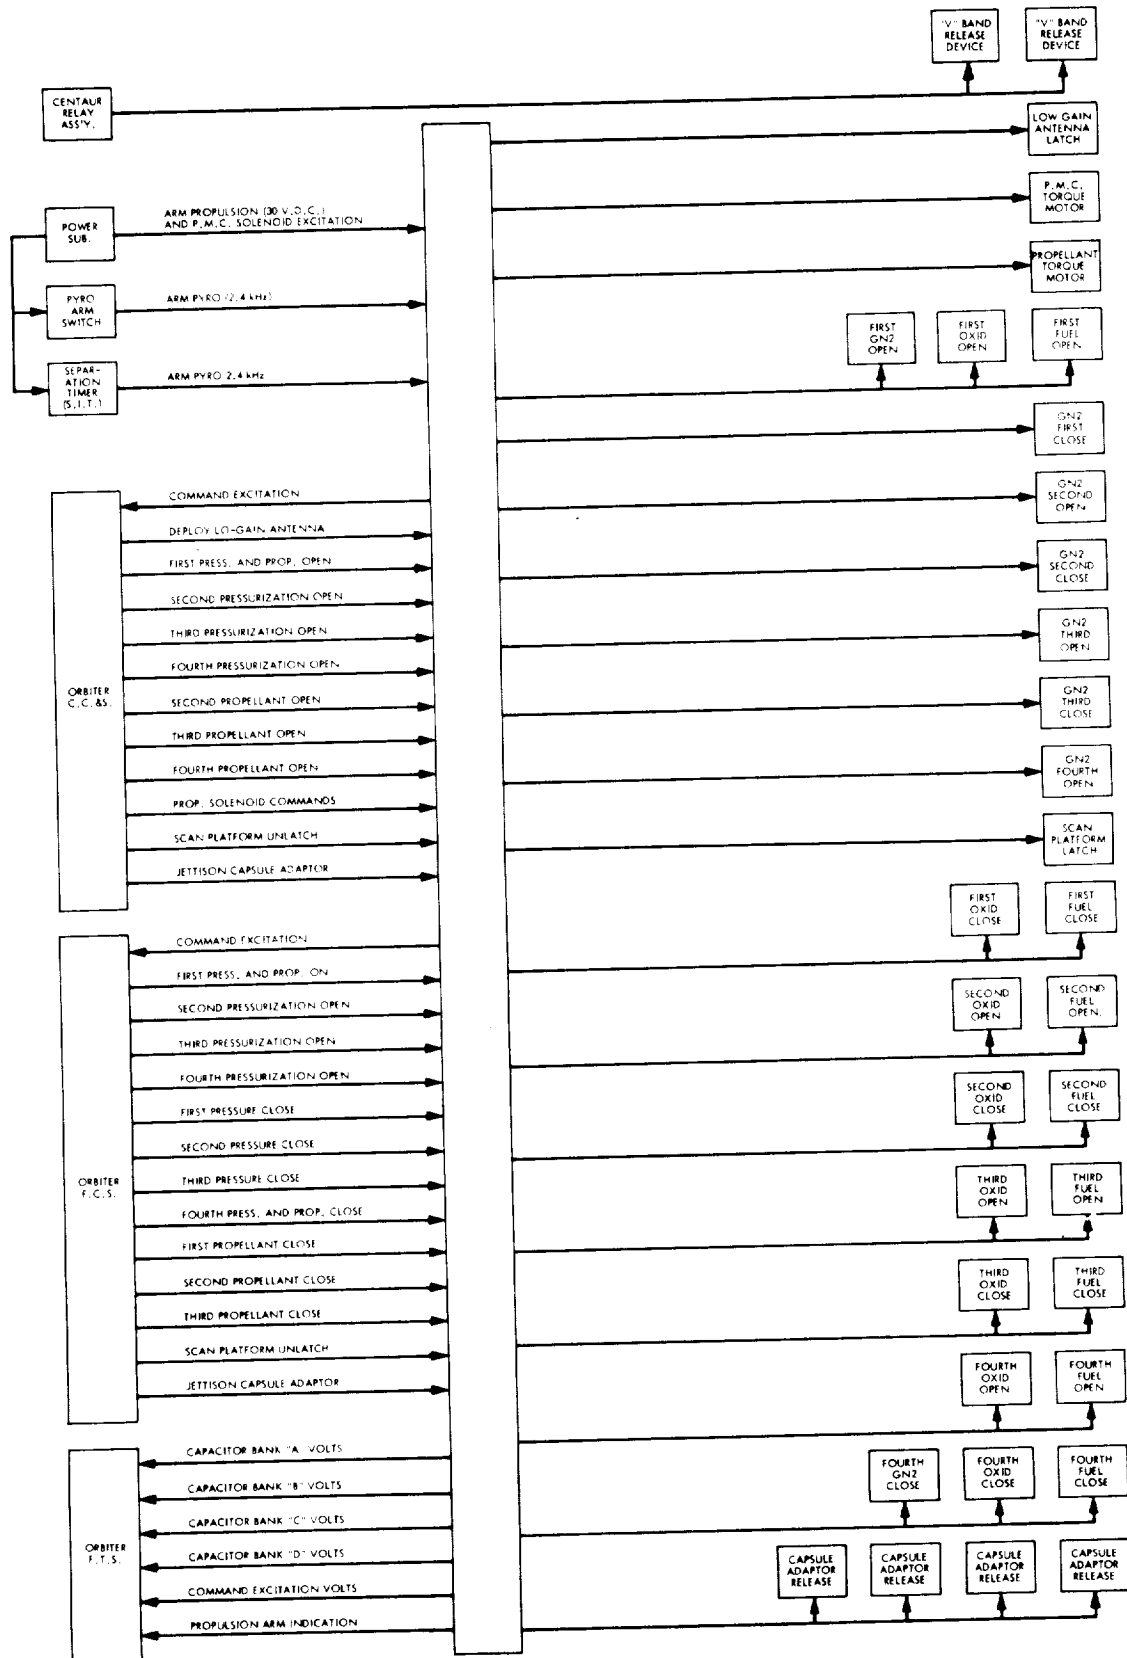 "V" BAND
RELEASE
DEVICE
"V" BAND
RELEASE
DEVICE
CENTAUR
RELAY
ASS'Y.
LOW GAIN
ANTENNA
LATCH
P.M.C.
TORQUE
MOTOR
PROPELLANT
TORQUE
MOTOR
POWER
SUB.
ARM PROPULSION (30 V.D.C.)
AND P.M.C. SOLENOID EXCITATION
PYRO
ARM
SWITCH
ARM PYRO (2.4 kHz)
SEPAR-
ATION
TIMER
(S.I.T.)
ARM PYRO 2.4 kHz
FIRST
GN2
OPEN
FIRST
OXID
OPEN
FIRST
FUEL
OPEN
GN2
FIRST
CLOSE
GN2
SECOND
OPEN
GN2
SECOND
CLOSE
GN2
THIRD
OPEN
GN2
THIRD
CLOSE
GN2
FOURTH
OPEN
SCAN
PLATFORM
LATCH
ORBITER
C.C.&S.
COMMAND EXCITATION
DEPLOY LO-GAIN ANTENNA
FIRST PRESS. AND PROP. OPEN
SECOND PRESSURIZATION OPEN
THIRD PRESSURIZATION OPEN
FOURTH PRESSURIZATION OPEN
SECOND PROPELLANT OPEN
THIRD PROPELLANT OPEN
FOURTH PROPELLANT OPEN
PROP. SOLENOID COMMANDS
SCAN PLATFORM UNLATCH
JETTISON CAPSULE ADAPTOR
FIRST
OXID
CLOSE
FIRST
FUEL
CLOSE
SECOND
OXID
OPEN
SECOND
FUEL
OPEN.
SECOND
OXID
CLOSE
SECOND
FUEL
CLOSE
THIRD
OXID
OPEN
THIRD
FUEL
OPEN
THIRD
OXID
CLOSE
THIRD
FUEL
CLOSE
FOURTH
OXID
OPEN
FOURTH
FUEL
OPEN
ORBITER
F.C.S.
COMMAND EXCITATION
FIRST PRESS. AND PROP. ON
SECOND PRESSURIZATION OPEN
THIRD PRESSURIZATION OPEN
FOURTH PRESSURIZATION OPEN
FIRST PRESSURE CLOSE
SECOND PRESSURE CLOSE
THIRD PRESSURE CLOSE
FOURTH PRESS. AND PROP. CLOSE
FIRST PROPELLANT CLOSE
SECOND PROPELLANT CLOSE
THIRD PROPELLANT CLOSE
SCAN PLATFORM UNLATCH
JETTISON CAPSULE ADAPTOR
ORBITER
F.T.S.
CAPACITOR BANK "A" VOLTS
CAPACITOR BANK "B" VOLTS
CAPACITOR BANK "C" VOLTS
CAPACITOR BANK "D" VOLTS
COMMAND EXCITATION VOLTS
PROPULSION ARM INDICATION
FOURTH
GN2
CLOSE
FOURTH
OXID
CLOSE
FOURTH
FUEL
CLOSE
CAPSULE
ADAPTOR
RELEASE
CAPSULE
ADAPTOR
RELEASE
CAPSULE
ADAPTOR
RELEASE
CAPSULE
ADAPTOR
RELEASE